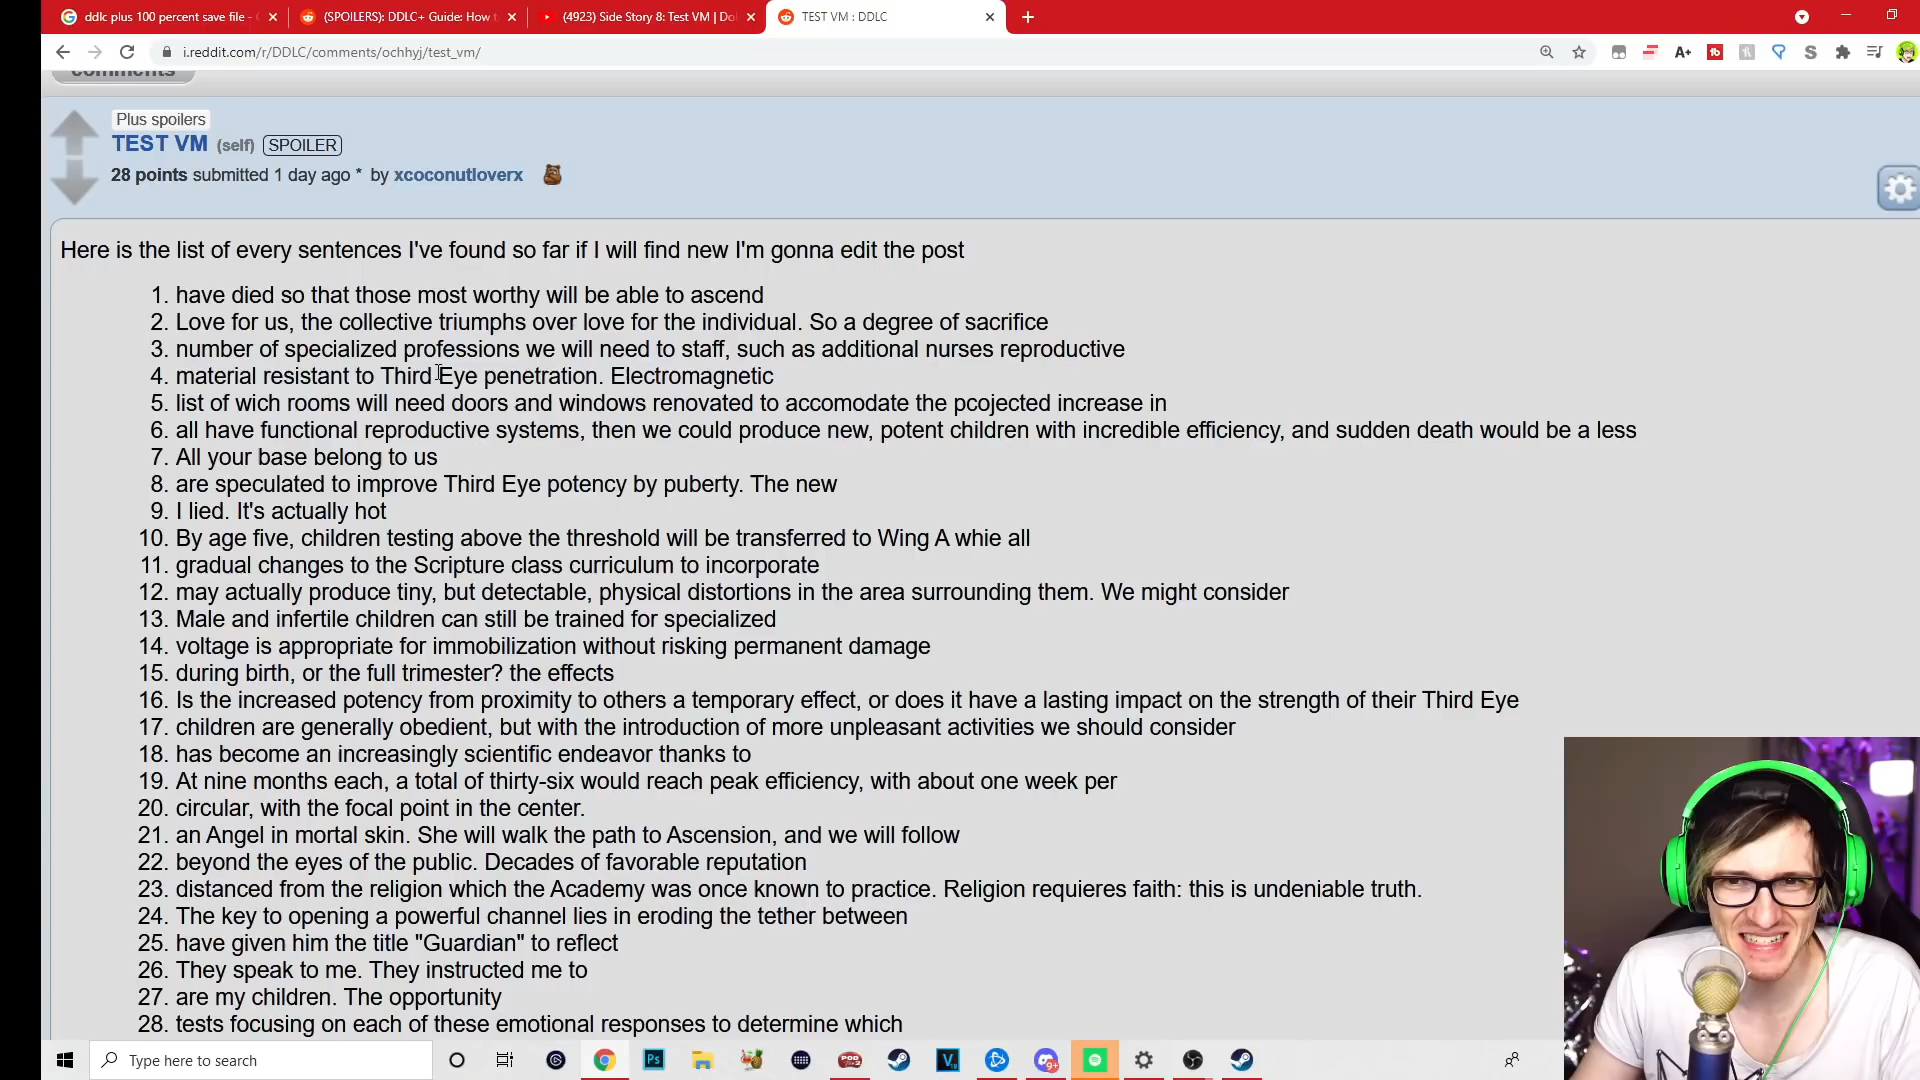 ddlc plus 100 percent save file -
(SPOILERS): DDLC+ Guide: How t
(4923) Side Story 8: Test VM | Do
TEST VM : DDLC
i.reddit.com/r/DDLC/comments/ochhyj/test_vm/
comments
Plus spoilers
TEST VM (self) SPOILER
28 points submitted 1 day ago * by xcoconutloverx
Here is the list of every sentences I've found so far if I will find new I'm gonna edit the post
1. have died so that those most worthy will be able to ascend
2. Love for us, the collective triumphs over love for the individual. So a degree of sacrifice
3. number of specialized professions we will need to staff, such as additional nurses reproductive
4. material resistant to Third Eye penetration. Electromagnetic
5. list of wich rooms will need doors and windows renovated to accomodate the pcojected increase in
6. all have functional reproductive systems, then we could produce new, potent children with incredible efficiency, and sudden death would be a less
7. All your base belong to us
8. are speculated to improve Third Eye potency by puberty. The new
9. I lied. It's actually hot
10. By age five, children testing above the threshold will be transferred to Wing A whie all
11. gradual changes to the Scripture class curriculum to incorporate
12. may actually produce tiny, but detectable, physical distortions in the area surrounding them. We might consider
13. Male and infertile children can still be trained for specialized
14. voltage is appropriate for immobilization without risking permanent damage
15. during birth, or the full trimester? the effects
16. Is the increased potency from proximity to others a temporary effect, or does it have a lasting impact on the strength of their Third Eye
17. children are generally obedient, but with the introduction of more unpleasant activities we should consider
18. has become an increasingly scientific endeavor thanks to
19. At nine months each, a total of thirty-six would reach peak efficiency, with about one week per
20. circular, with the focal point in the center.
21. an Angel in mortal skin. She will walk the path to Ascension, and we will follow
22. beyond the eyes of the public. Decades of favorable reputation
23. distanced from the religion which the Academy was once known to practice. Religion requieres faith: this is undeniable truth.
24. The key to opening a powerful channel lies in eroding the tether between
25. have given him the title "Guardian" to reflect
26. They speak to me. They instructed me to
27. are my children. The opportunity
28. tests focusing on each of these emotional responses to determine which
Type here to search